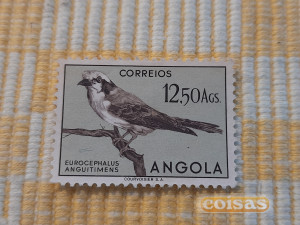 CORREIOS
12.50 AGS.
EUROCEPHALUS
ANGUITIMENS
ANGOLA
COURVOISIER S.A.
coisas